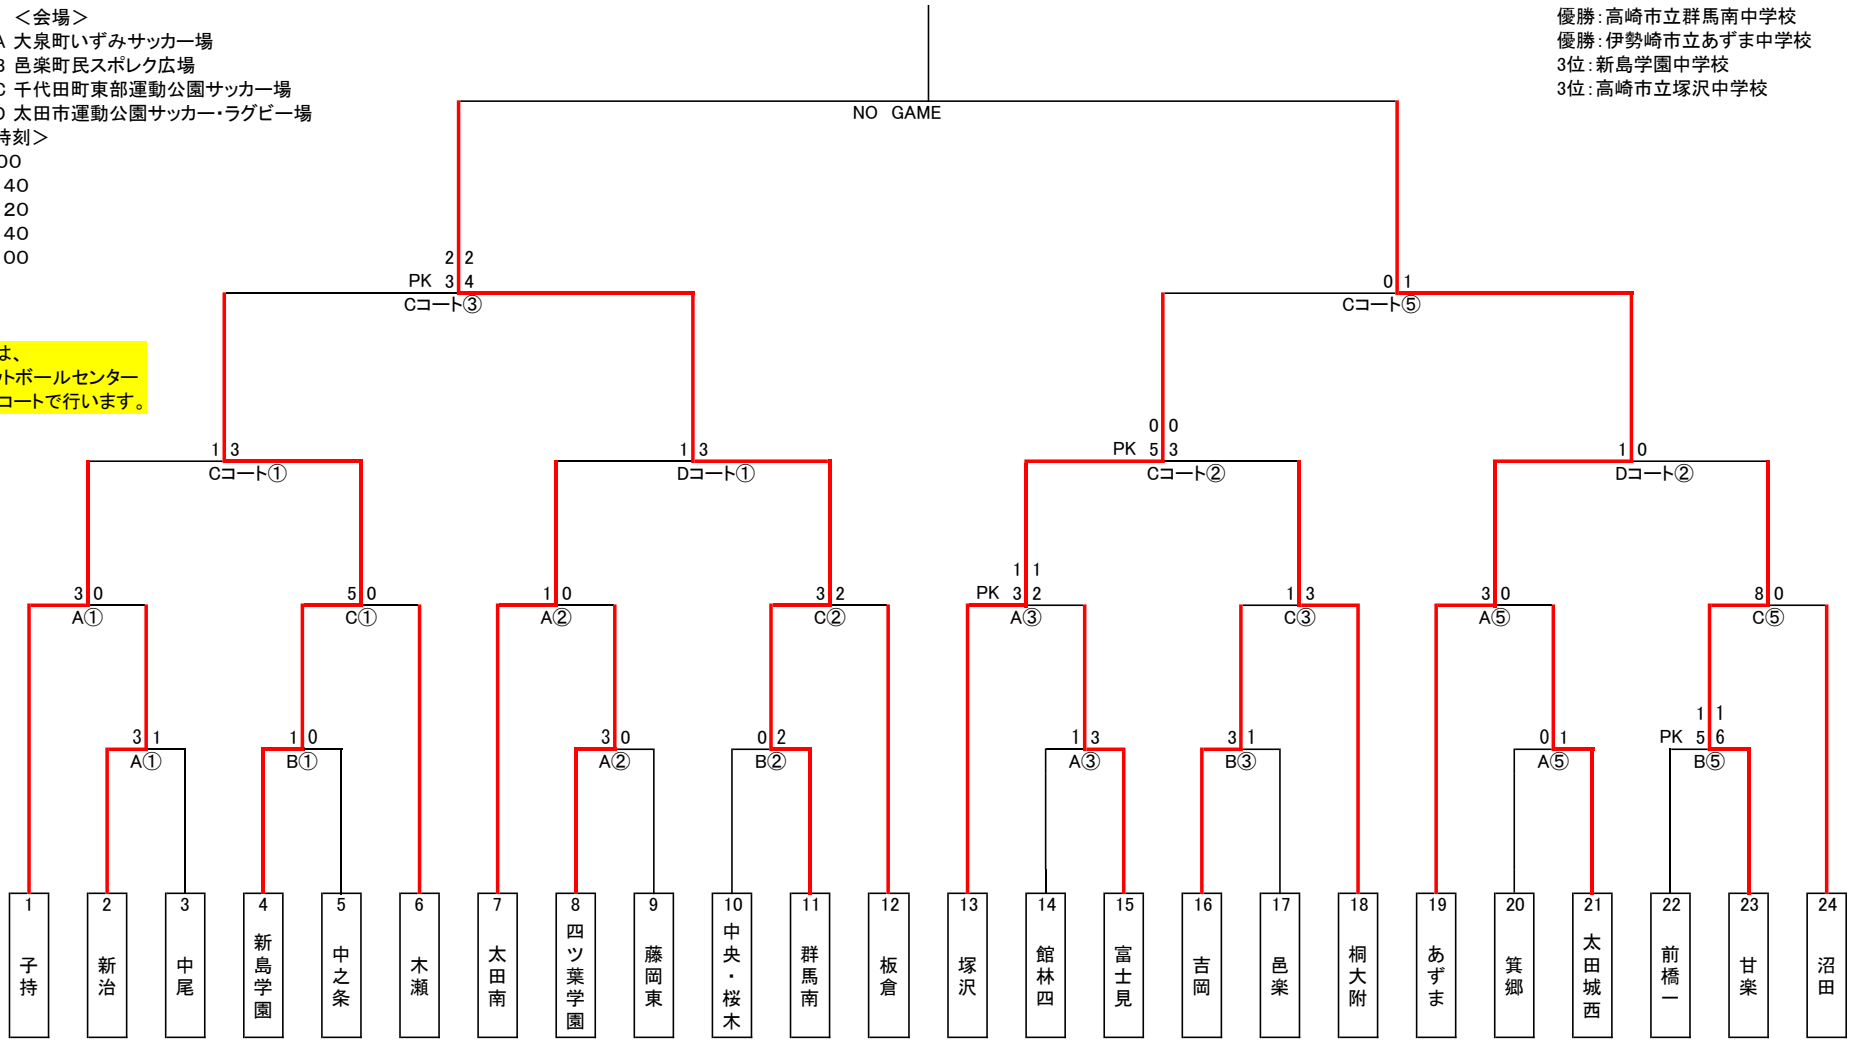 ＜会場＞
A 大泉町いずみサッカー場
B 邑楽町民スポレク広場
C 千代田町東部運動公園サッカー場
D 太田市運動公園サッカー・ラグビー場
時刻＞
00
40
20
40
00
優勝：高崎市立群馬南中学校
優勝：伊勢崎市立あずま中学校
3位：新島学園中学校
3位：高崎市立塚沢中学校
NO GAME
2 2
PK 3 4
Cコート③
0 1
Cコート⑤
は、
ットボールセンター
コートで行います。
1 3
Cコート①
1 3
Dコート①
0 0
PK 5 3
Cコート②
1 0
Dコート②
3 0
A①
5 0
C①
1 0
A②
3 2
C②
1 1
PK 3 2
A③
1 3
C③
3 0
A⑤
8 0
C⑤
3 1
A①
1 0
B①
3 0
A②
0 2
B②
1 3
A③
3 1
B③
0 1
A⑤
1 1
PK 5 6
B⑤
1 子持
2 新治
3 中尾
4 新島学園
5 中之条
6 木瀬
7 太田南
8 四ツ葉学園
9 藤岡東
10 中央・桜木
11 群馬南
12 板倉
13 塚沢
14 館林四
15 富士見
16 吉岡
17 邑楽
18 桐大附
19 あずま
20 箕郷
21 太田城西
22 前橋一
23 甘楽
24 沼田